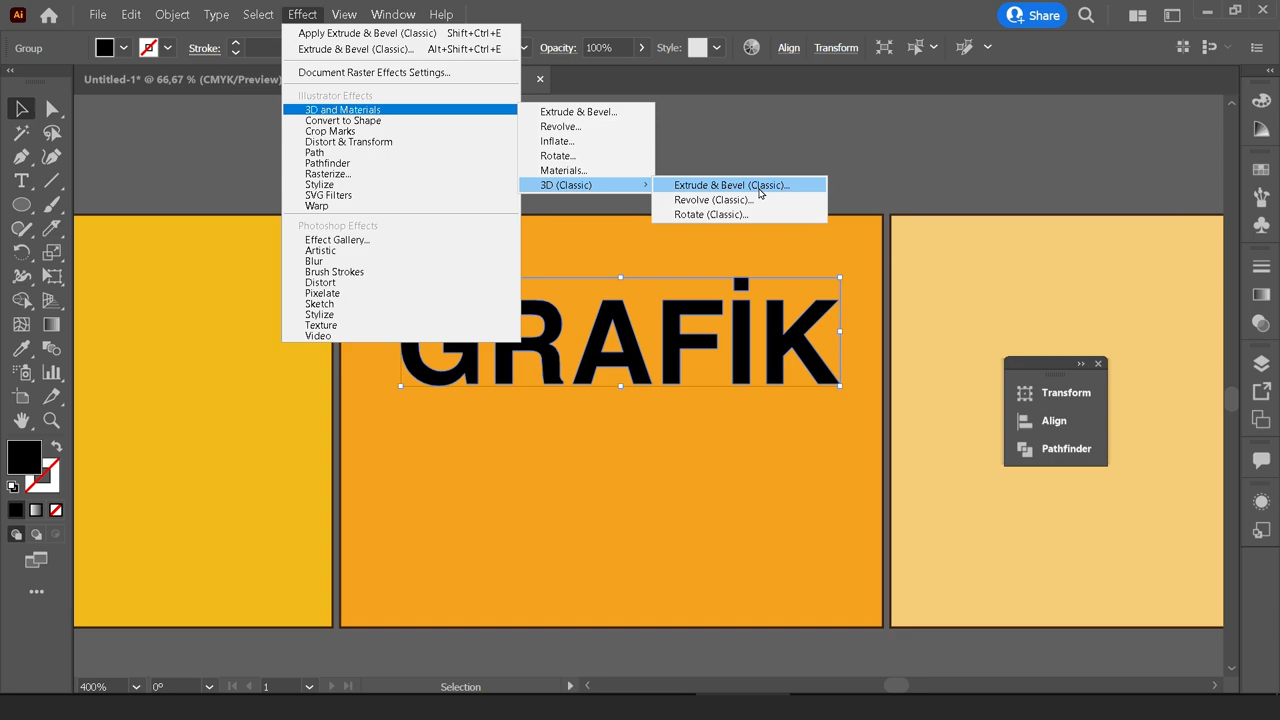 Ai File Edit Object Type Select Effect View Window Help Share
Group Stroke: Opacity: 100% Style: Align Transform
Untitled-1* @ 66,67 % (CMYK/Preview)
Apply Extrude & Bevel (Classic) Shift+Ctrl+E
Extrude & Bevel (Classic)... Alt+Shift+Ctrl+E
Document Raster Effects Settings...
Illustrator Effects
3D and Materials
Convert to Shape
Crop Marks
Distort & Transform
Path
Pathfinder
Rasterize...
Stylize
SVG Filters
Warp
Photoshop Effects
Effect Gallery...
Artistic
Blur
Brush Strokes
Distort
Pixelate
Sketch
Stylize
Texture
Video
Extrude & Bevel...
Revolve...
Inflate...
Rotate...
Materials...
3D (Classic)
Extrude & Bevel (Classic)...
Revolve (Classic)...
Rotate (Classic)...
GRAFİK
Transform
Align
Pathfinder
400% 0° 1 Selection